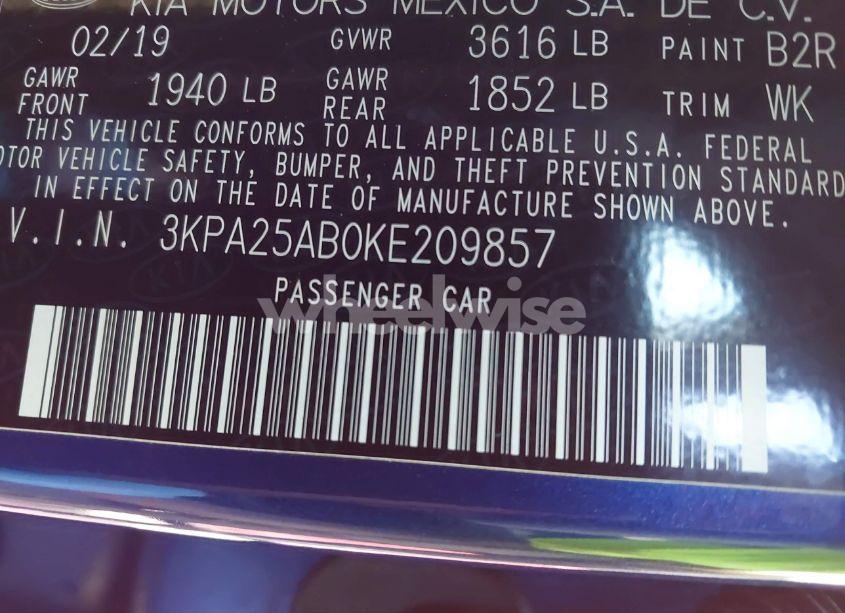 KIA MOTORS MEXICO S.A. DE C.V.
02/19 GVWR 3616 LB PAINT B2R
GAWR FRONT 1940 LB GAWR REAR 1852 LB TRIM WK
THIS VEHICLE CONFORMS TO ALL APPLICABLE U.S.A. FEDERAL
OTOR VEHICLE SAFETY, BUMPER, AND THEFT PREVENTION STANDARD
IN EFFECT ON THE DATE OF MANUFACTURE SHOWN ABOVE.
V.I.N. 3KPA25AB0KE209857
PASSENGER CAR
wheelwise